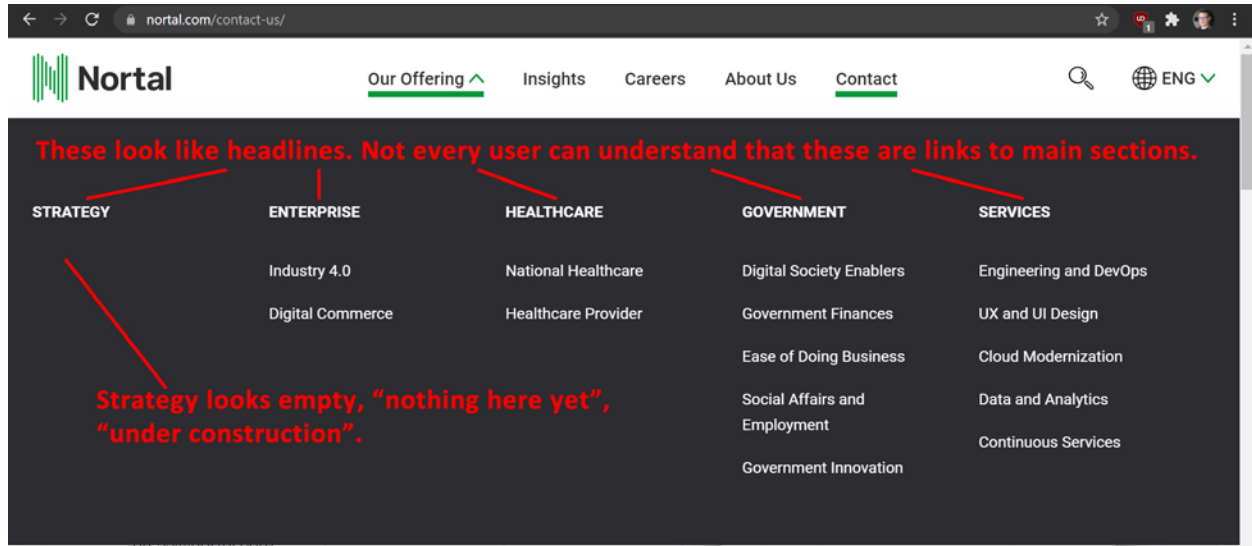 nortal.com/contact-us/
Nortal
Our Offering
Insights
Careers
About Us
Contact
ENG
These look like headlines. Not every user can understand that these are links to main sections.
STRATEGY
ENTERPRISE
HEALTHCARE
GOVERNMENT
SERVICES
Industry 4.0
National Healthcare
Digital Society Enablers
Engineering and DevOps
Digital Commerce
Healthcare Provider
Government Finances
UX and UI Design
Ease of Doing Business
Cloud Modernization
Strategy looks empty, “nothing here yet”,
“under construction”.
Social Affairs and
Employment
Data and Analytics
Continuous Services
Government Innovation